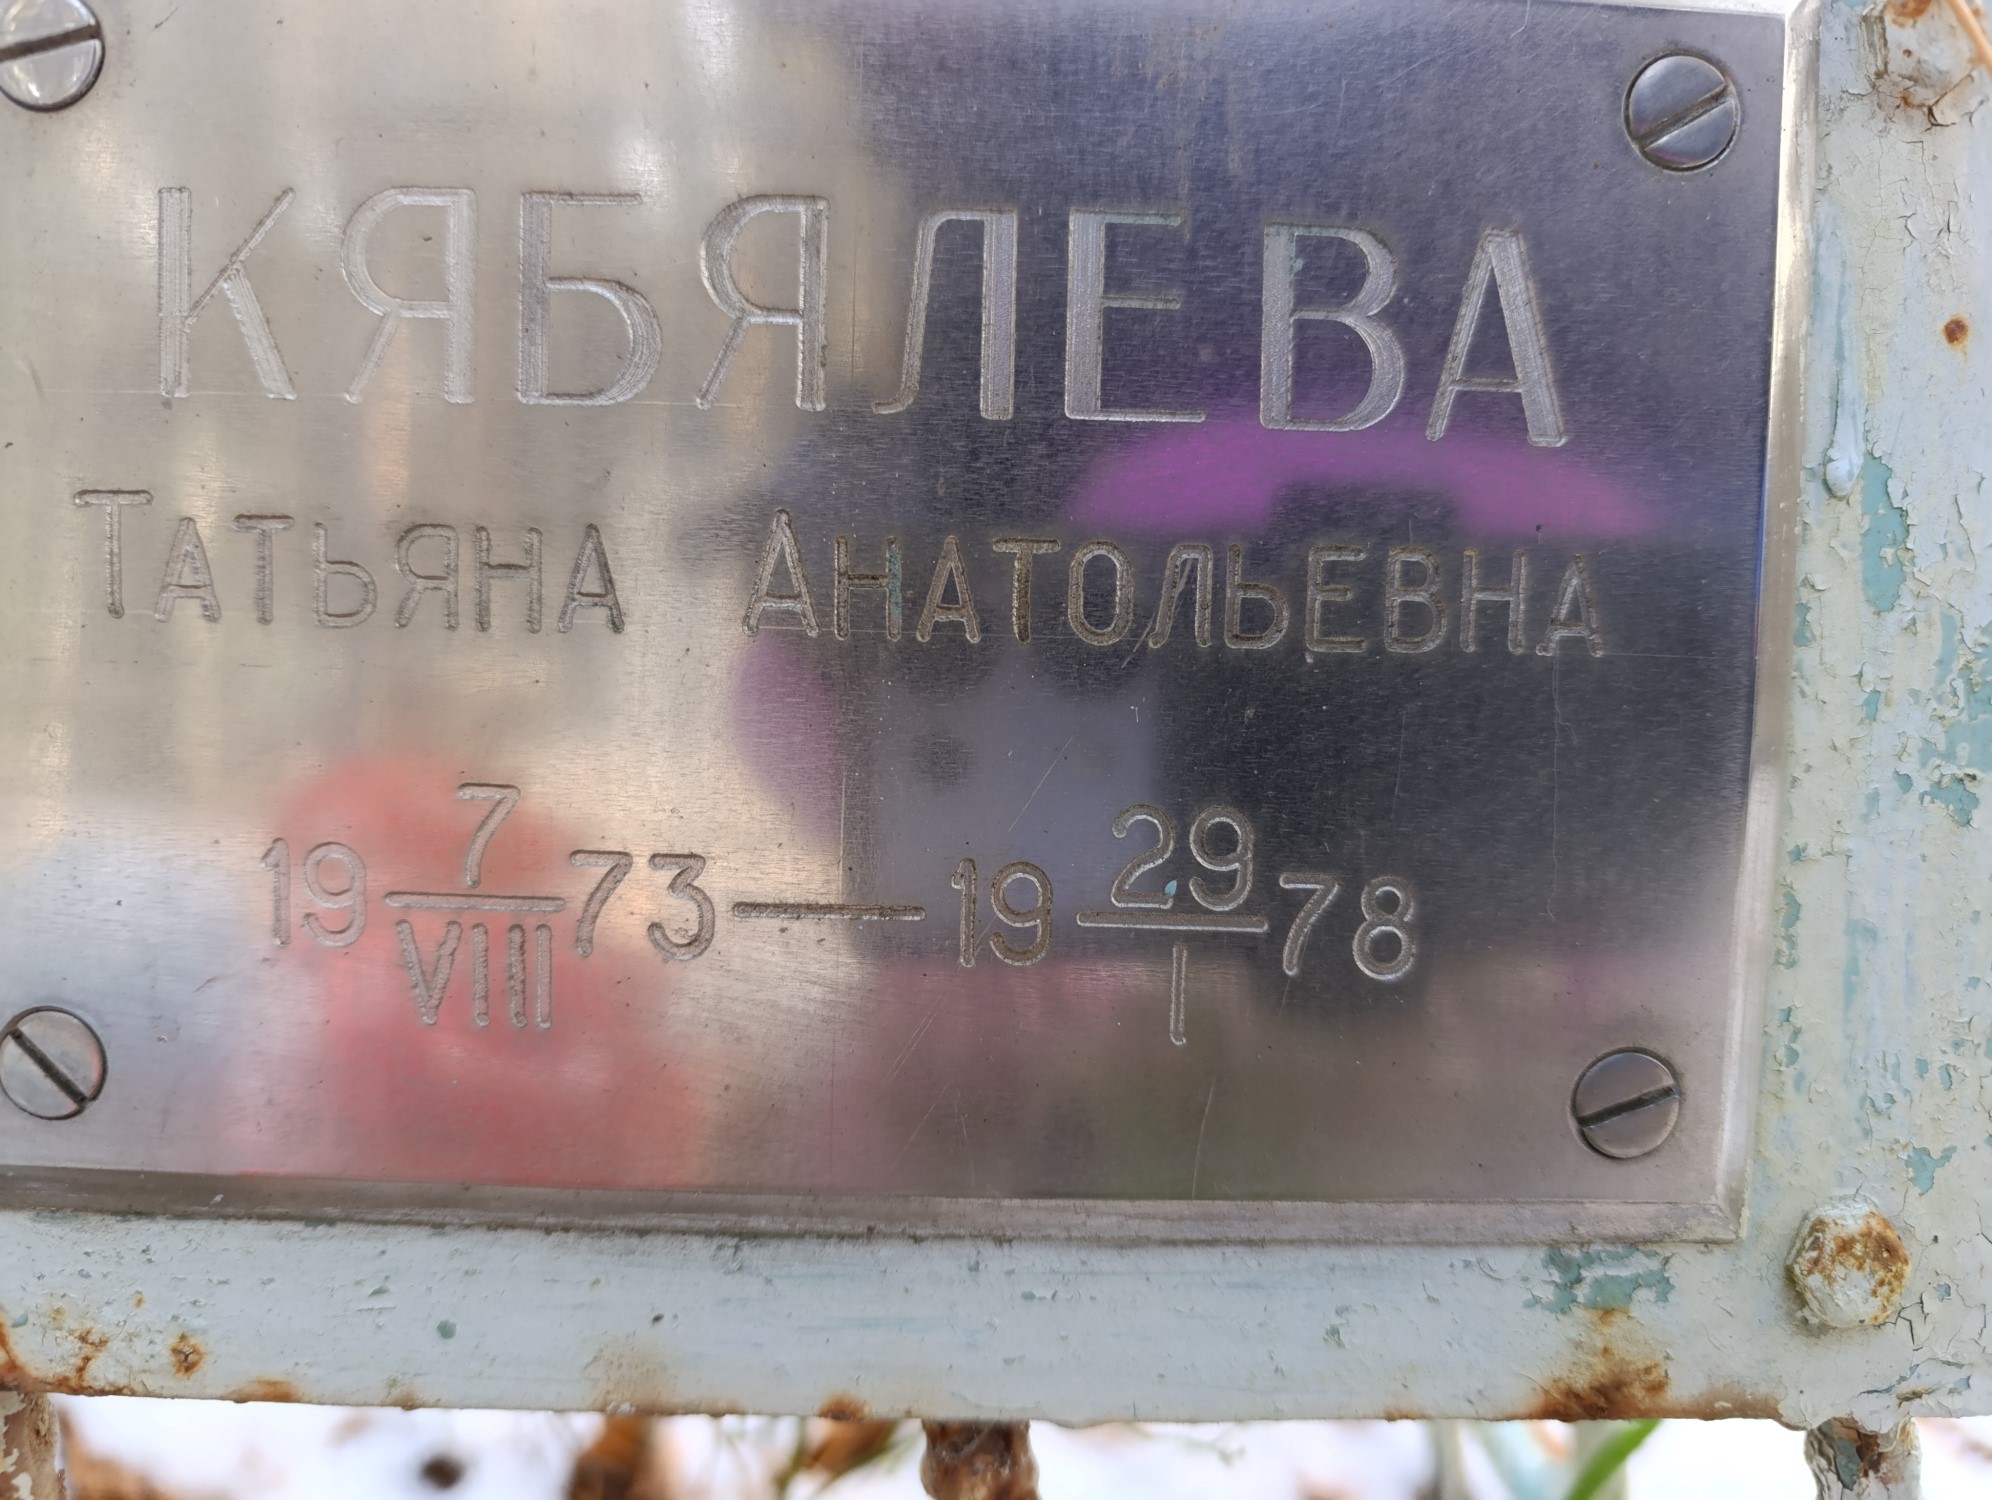 КЯБЯЛЕВА
Татьяна Анатольевна
19 7/VIII 73 — 19 29/I 78